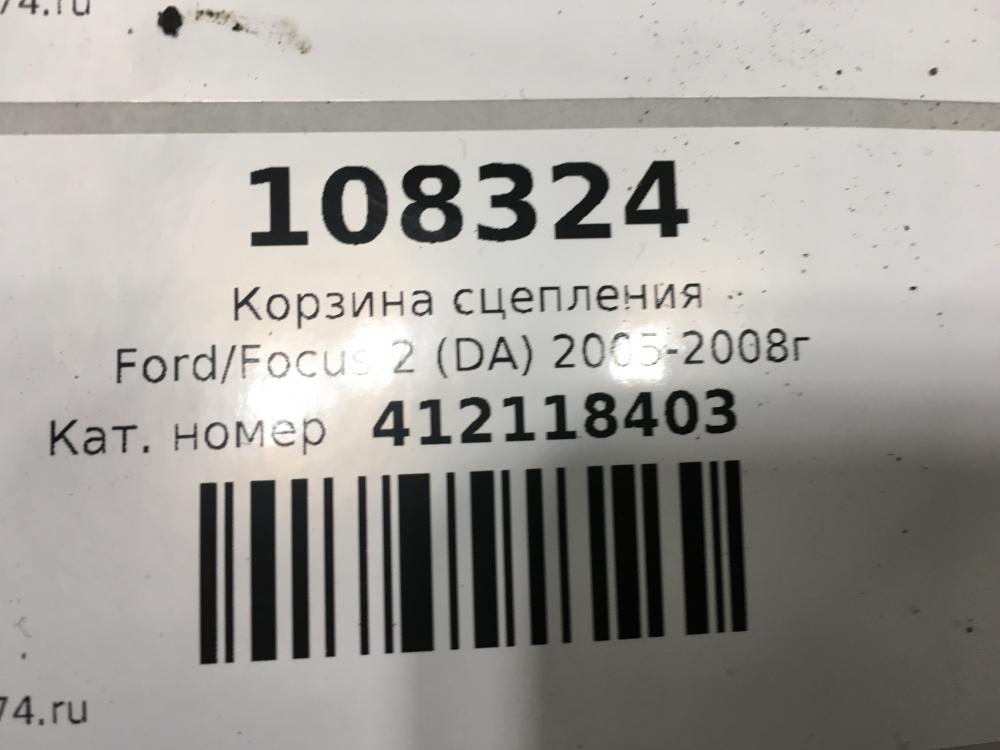 74.ru
108324
Корзина сцепления
Ford/Focus 2 (DA) 2005-2008г
Кат. номер 412118403
74.ru